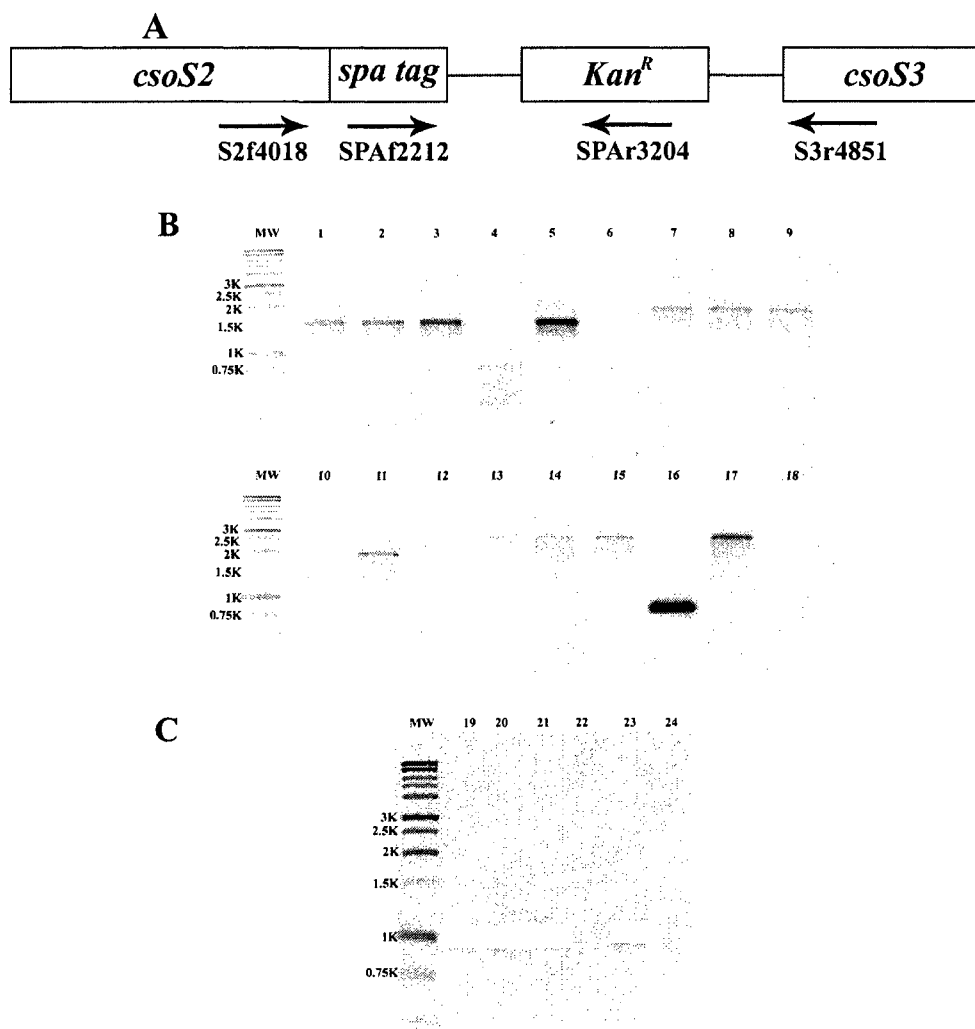 A
csoS2 spa tag Kan^R csoS3
S2f4018 SPAf2212 SPAr3204 S3r4851
B
MW 1 2 3 4 5 6 7 8 9
3K
2.5K
2K
1.5K
1K
0.75K
MW 10 11 12 13 14 15 16 17 18
3K
2.5K
2K
1.5K
1K
0.75K
C
MW 19 20 21 22 23 24
3K
2.5K
2K
1.5K
1K
0.75K